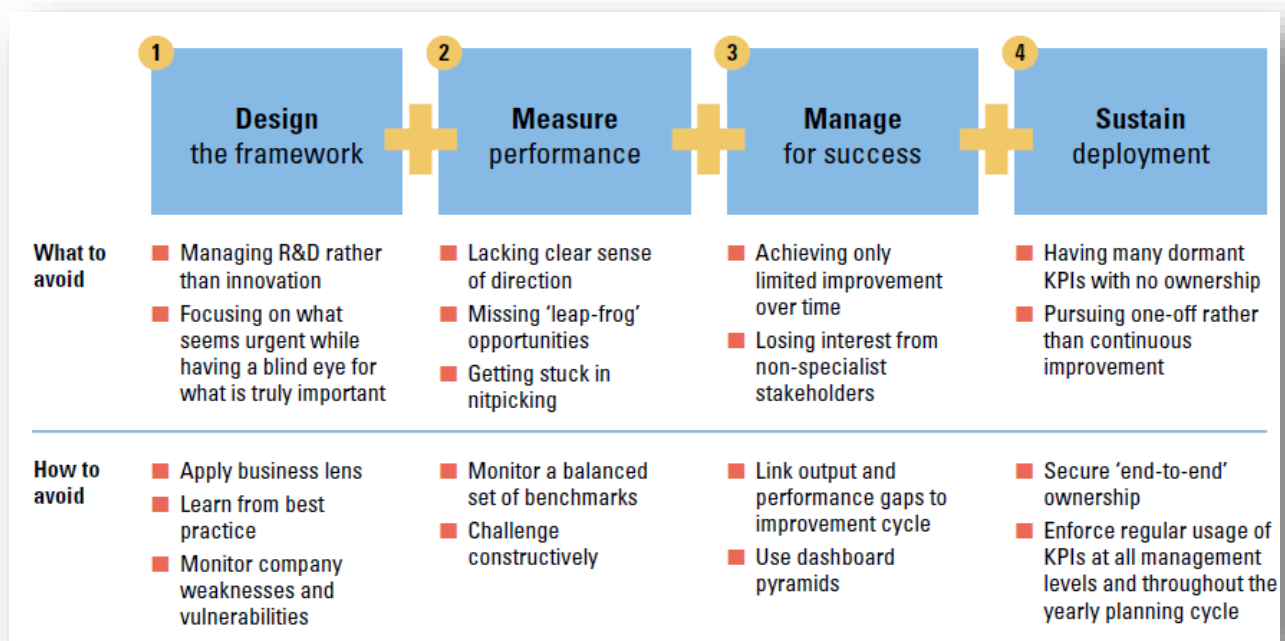 1
Design
the framework
2
Measure
performance
3
Manage
for success
4
Sustain
deployment
What to
avoid
Managing R&D rather
than innovation
Focusing on what
seems urgent while
having a blind eye for
what is truly important
Lacking clear sense
of direction
Missing ‘leap-frog’
opportunities
Getting stuck in
nitpicking
Achieving only
limited improvement
over time
Losing interest from
non-specialist
stakeholders
Having many dormant
KPIs with no ownership
Pursuing one-off rather
than continuous
improvement
How to
avoid
Apply business lens
Learn from best
practice
Monitor company
weaknesses and
vulnerabilities
Monitor a balanced
set of benchmarks
Challenge
constructively
Link output and
performance gaps to
improvement cycle
Use dashboard
pyramids
Secure ‘end-to-end’
ownership
Enforce regular usage of
KPIs at all management
levels and throughout the
yearly planning cycle